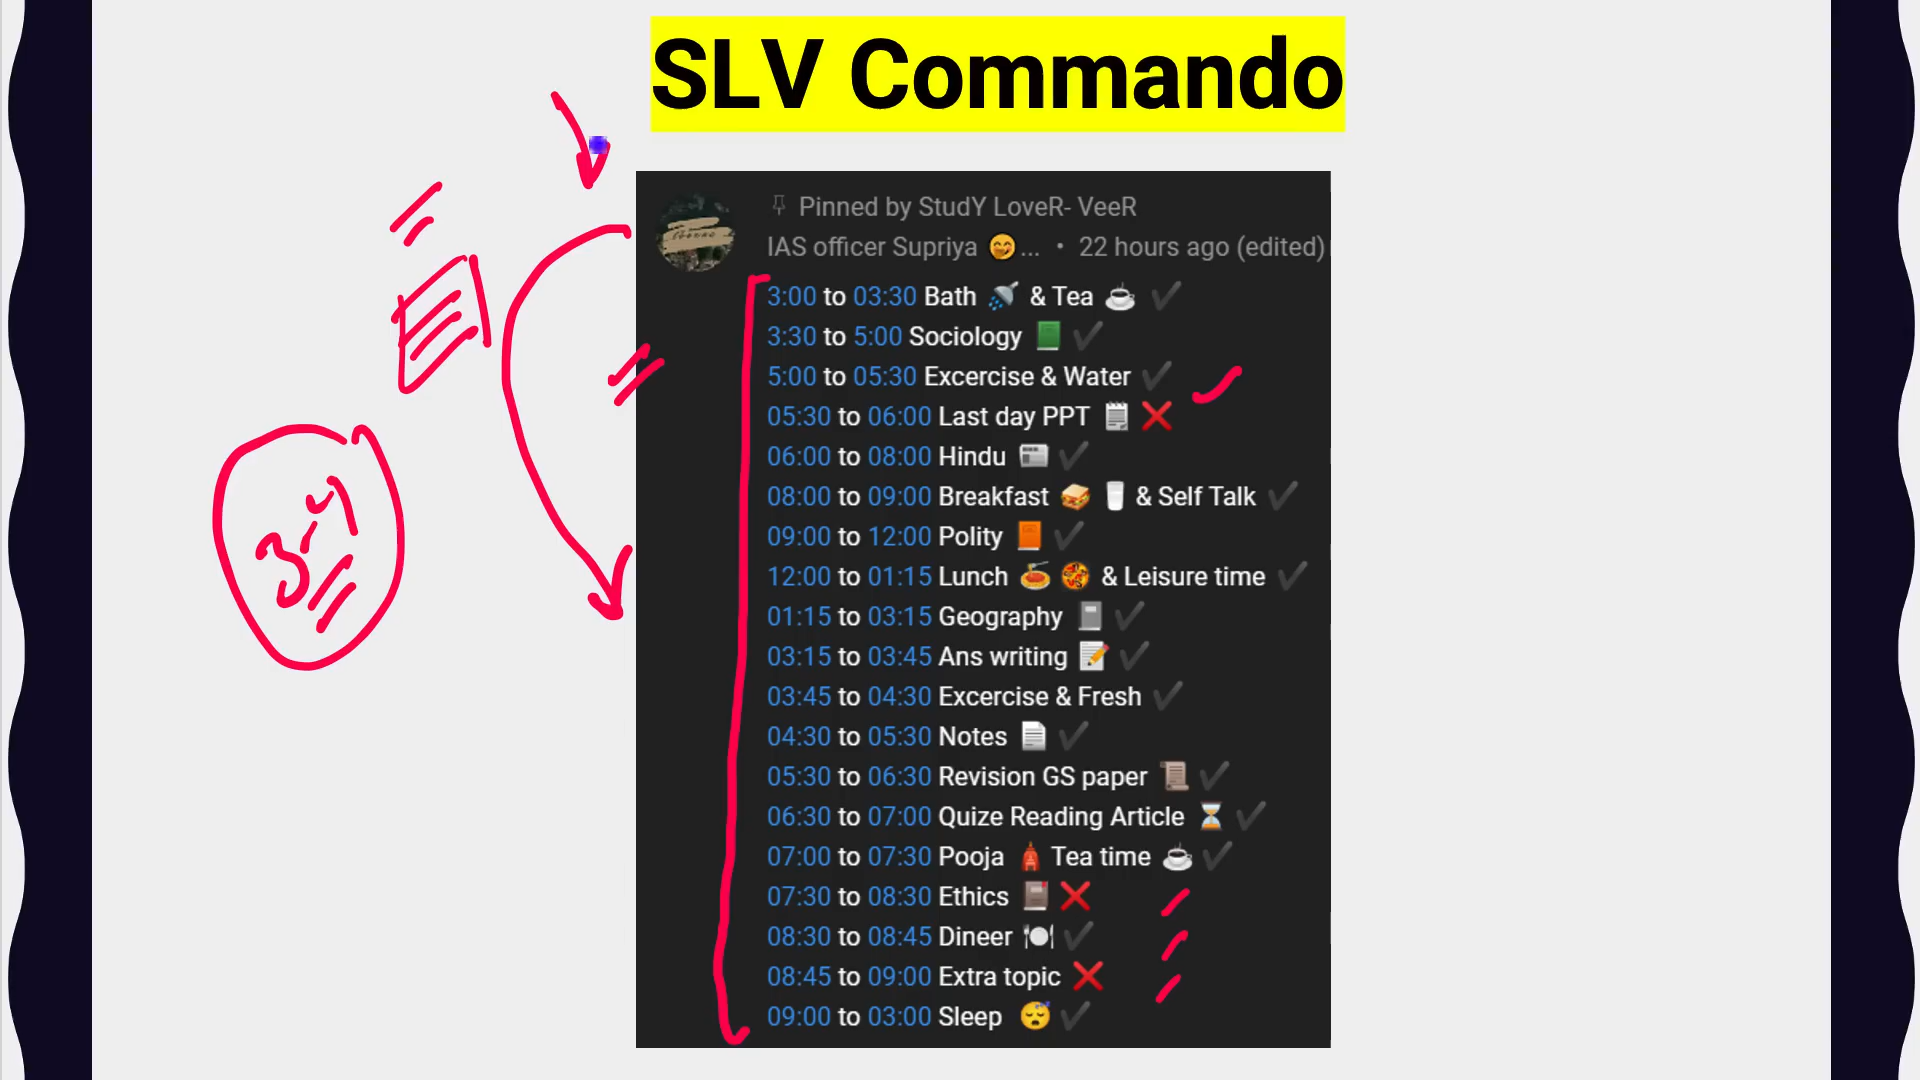 SLV Commando
Pinned by StudY LoveR- VeeR
IAS officer Supriya 😊... • 22 hours ago (edited)
3:00 to 03:30 Bath 🚿 & Tea ☕ ✔
3:30 to 5:00 Sociology 📗 ✔
5:00 to 05:30 Excercise & Water ✔
05:30 to 06:00 Last day PPT 🗒 ❌
06:00 to 08:00 Hindu 📰 ✔
08:00 to 09:00 Breakfast 🥪 🥛 & Self Talk ✔
09:00 to 12:00 Polity 📙 ✔
12:00 to 01:15 Lunch 🍝 🥘 & Leisure time ✔
01:15 to 03:15 Geography 📓 ✔
03:15 to 03:45 Ans writing 📝 ✔
03:45 to 04:30 Excercise & Fresh ✔
04:30 to 05:30 Notes 📄 ✔
05:30 to 06:30 Revision GS paper 📜 ✔
06:30 to 07:00 Quize Reading Article ⏳ ✔
07:00 to 07:30 Pooja 🛕 Tea time ☕ ✔
07:30 to 08:30 Ethics 📔 ❌
08:30 to 08:45 Dineer 🍽 ✔
08:45 to 09:00 Extra topic ❌
09:00 to 03:00 Sleep 😴 ✔